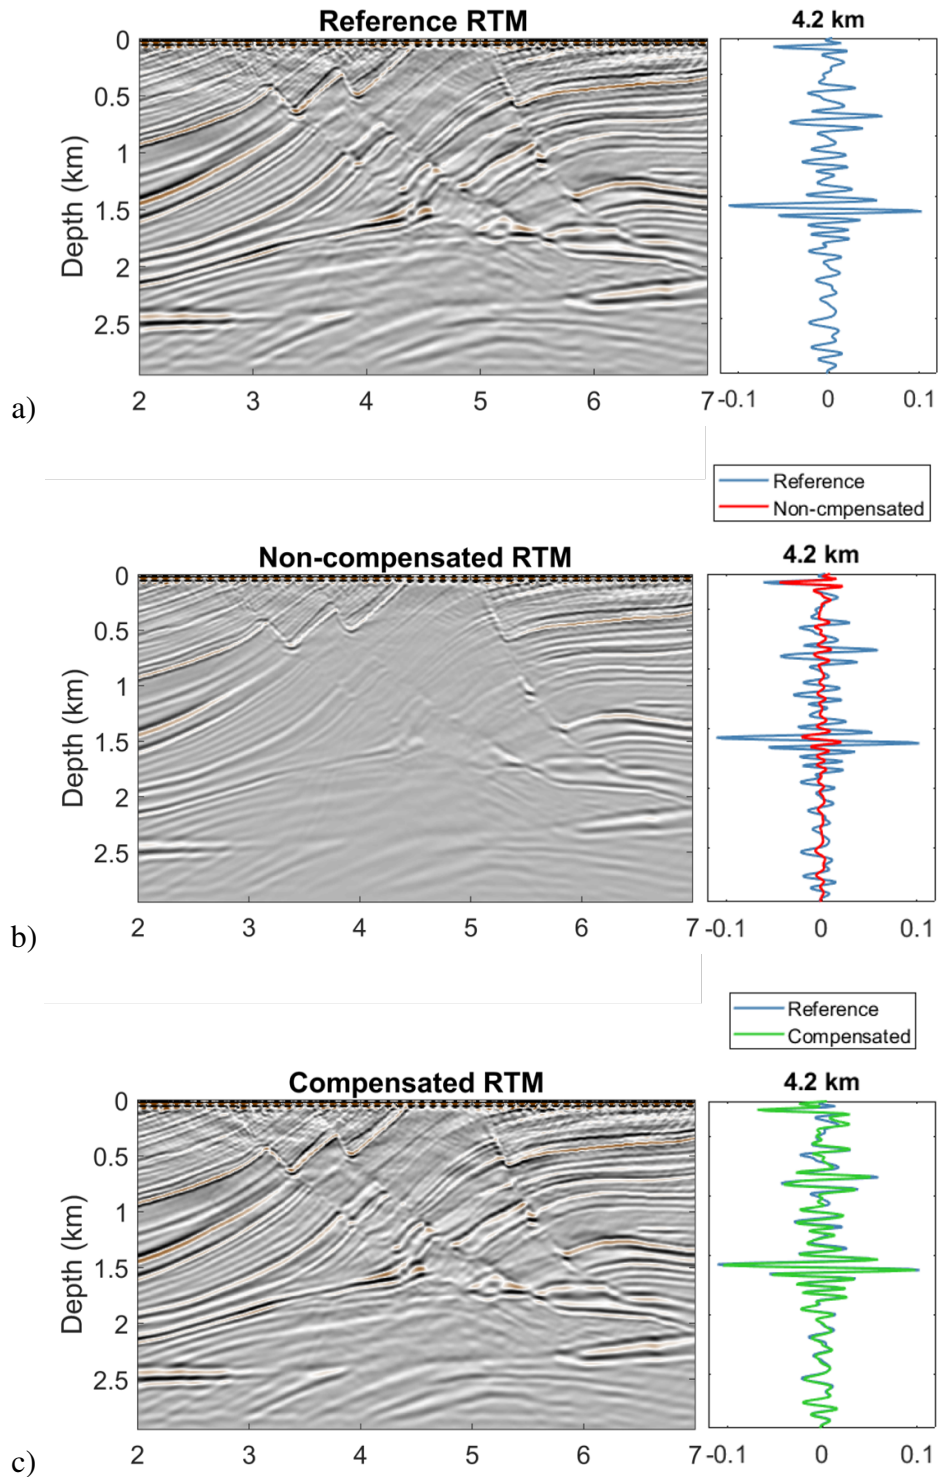 Reference RTM
4.2 km
0
0.5
1
1.5
2
2.5
Depth (km)
2 3 4 5 6 7
-0.1 0 0.1
a)
Reference
Non-cmpensated
Non-compensated RTM
4.2 km
0
0.5
1
1.5
2
2.5
Depth (km)
2 3 4 5 6 7
-0.1 0 0.1
b)
Reference
Compensated
Compensated RTM
4.2 km
0
0.5
1
1.5
2
2.5
Depth (km)
2 3 4 5 6 7
-0.1 0 0.1
c)